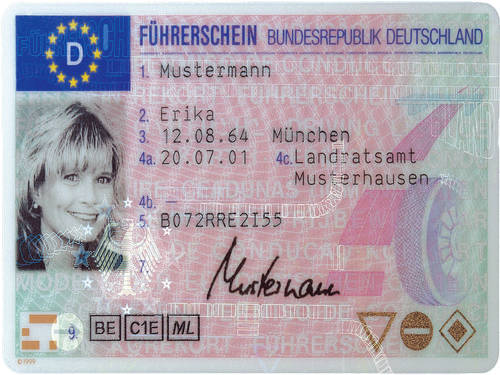 D
FÜHRERSCHEIN BUNDESREPUBLIK DEUTSCHLAND
1. Mustermann
2. Erika
3. 12.08.64 München
4a. 20.07.01 4c. Landratsamt
Musterhausen
4b. –
5. B072RRE2I55
7. Mustermann
9. BE C1E ML
©1999